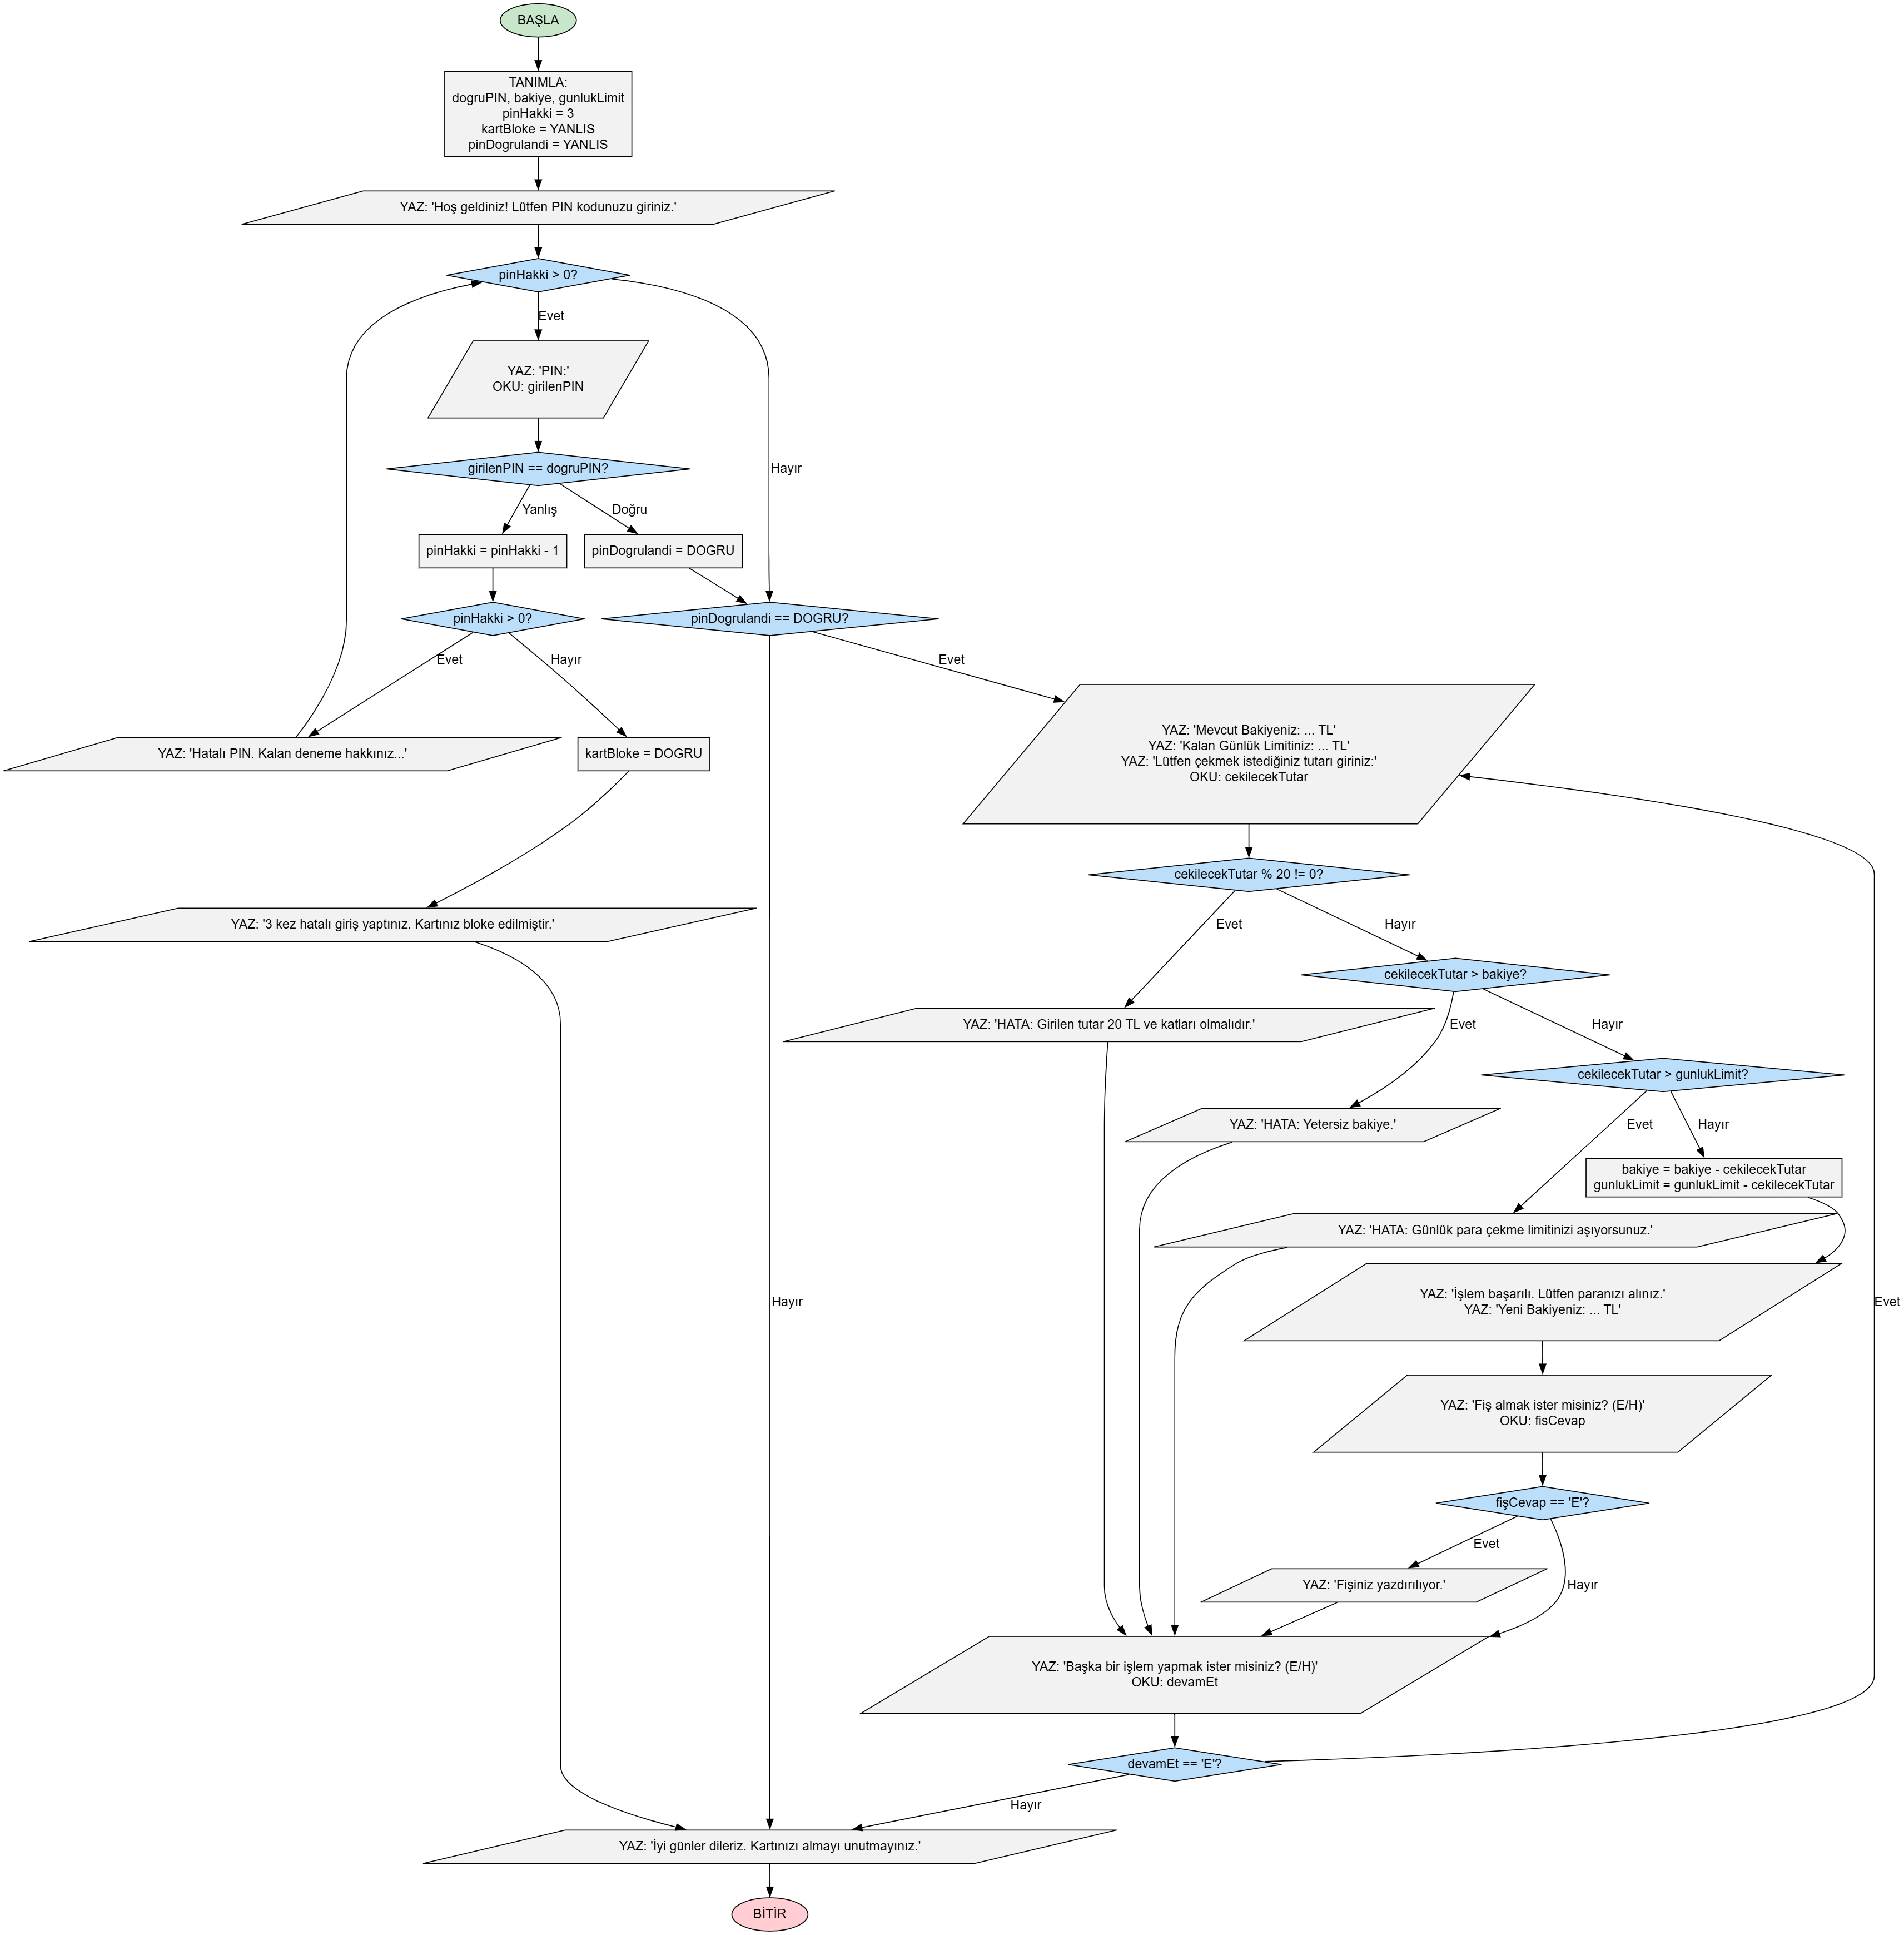 BAŞLA
TANIMLA:
dogruPIN, bakiye, gunlukLimit
pinHakki = 3
kartBloke = YANLIS
pinDogrulandi = YANLIS
YAZ: 'Hoş geldiniz! Lütfen PIN kodunuzu giriniz.'
pinHakki > 0?
Evet
YAZ: 'PIN:'
OKU: girilenPIN
girilenPIN == dogruPIN?
Hayır
Yanlış
Doğru
pinHakki = pinHakki - 1
pinDogrulandi = DOGRU
pinHakki > 0?
pinDogrulandi == DOGRU?
Evet
Hayır
Evet
YAZ: 'Hatalı PIN. Kalan deneme hakkınız...'
kartBloke = DOGRU
YAZ: 'Mevcut Bakiyeniz: ... TL'
YAZ: 'Kalan Günlük Limitiniz: ... TL'
YAZ: 'Lütfen çekmek istediğiniz tutarı giriniz:'
OKU: cekilecekTutar
cekilecekTutar % 20 != 0?
YAZ: '3 kez hatalı giriş yaptınız. Kartınız bloke edilmiştir.'
Evet
Hayır
cekilecekTutar > bakiye?
YAZ: 'HATA: Girilen tutar 20 TL ve katları olmalıdır.'
Evet
Hayır
cekilecekTutar > gunlukLimit?
YAZ: 'HATA: Yetersiz bakiye.'
Evet
Hayır
bakiye = bakiye - cekilecekTutar
gunlukLimit = gunlukLimit - cekilecekTutar
YAZ: 'HATA: Günlük para çekme limitinizi aşıyorsunuz.'
YAZ: 'İşlem başarılı. Lütfen paranızı alınız.'
YAZ: 'Yeni Bakiyeniz: ... TL'
Hayır
Evet
YAZ: 'Fiş almak ister misiniz? (E/H)'
OKU: fisCevap
fişCevap == 'E'?
Evet
Hayır
YAZ: 'Fişiniz yazdırılıyor.'
YAZ: 'Başka bir işlem yapmak ister misiniz? (E/H)'
OKU: devamEt
devamEt == 'E'?
Hayır
YAZ: 'İyi günler dileriz. Kartınızı almayı unutmayınız.'
BİTİR